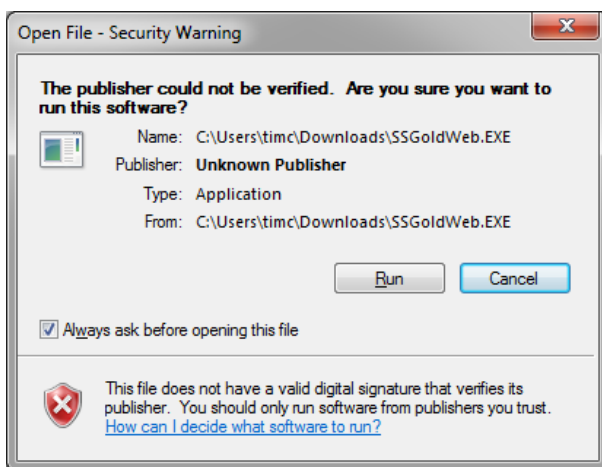 Open File - Security Warning
The publisher could not be verified.  Are you sure you want to
run this software?
Name: C:\Users\timc\Downloads\SSGoldWeb.EXE
Publisher: Unknown Publisher
Type: Application
From: C:\Users\timc\Downloads\SSGoldWeb.EXE
Run Cancel
Always ask before opening this file
This file does not have a valid digital signature that verifies its
publisher.  You should only run software from publishers you trust.
How can I decide what software to run?